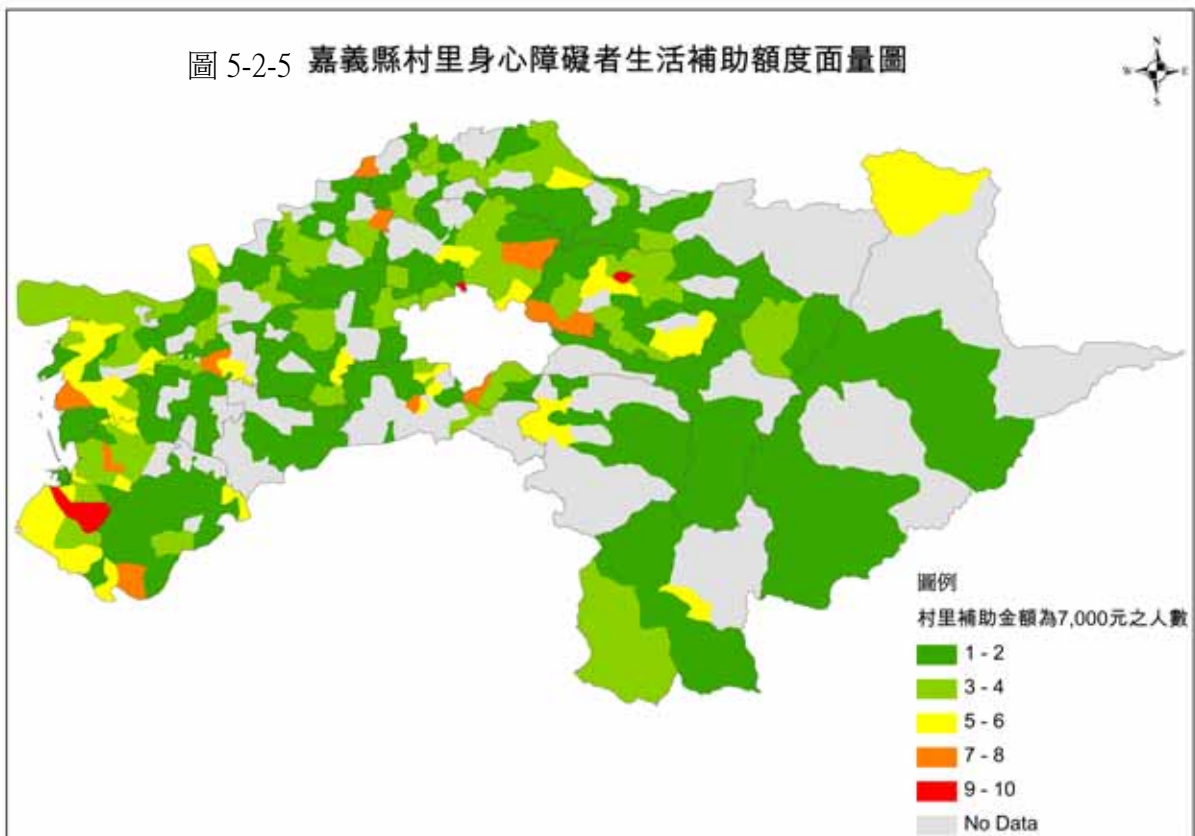 圖 5-2-5 嘉義縣村里身心障礙者生活補助額度面量圖
N
W E
S
圖例
村里補助金額為7,000元之人數
1 - 2
3 - 4
5 - 6
7 - 8
9 - 10
No Data